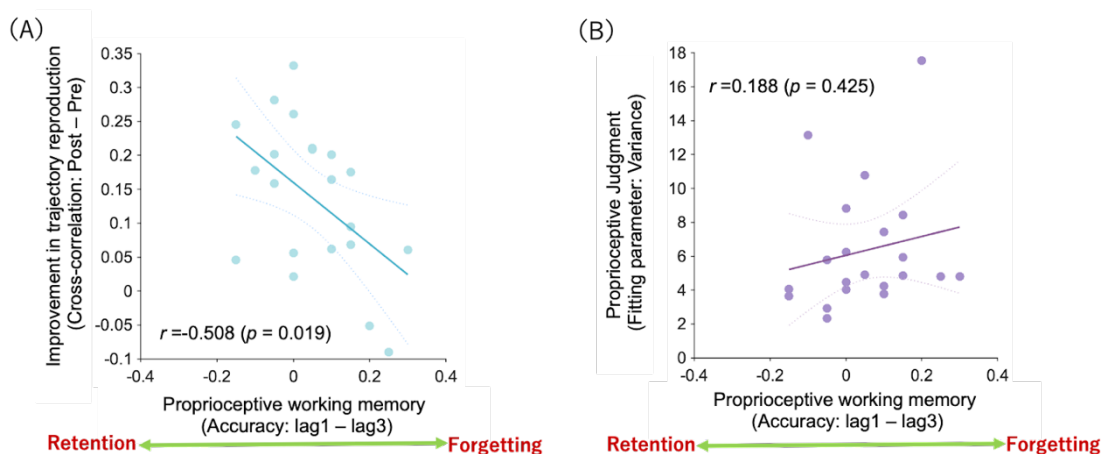 (A)
Improvement in trajectory reproduction
(Cross-correlation: Post – Pre)
0.35
0.3
0.25
0.2
0.15
0.1
0.05
0
-0.05
-0.1
r=-0.508 (p = 0.019)
-0.4 -0.2 0 0.2 0.4
Proprioceptive working memory
(Accuracy: lag1 – lag3)
Retention Forgetting
(B)
Proprioceptive Judgment
(Fitting parameter: Variance)
18
16
14
12
10
8
6
4
2
0
r=0.188 (p = 0.425)
-0.4 -0.2 0 0.2 0.4
Proprioceptive working memory
(Accuracy: lag1 – lag3)
Retention Forgetting